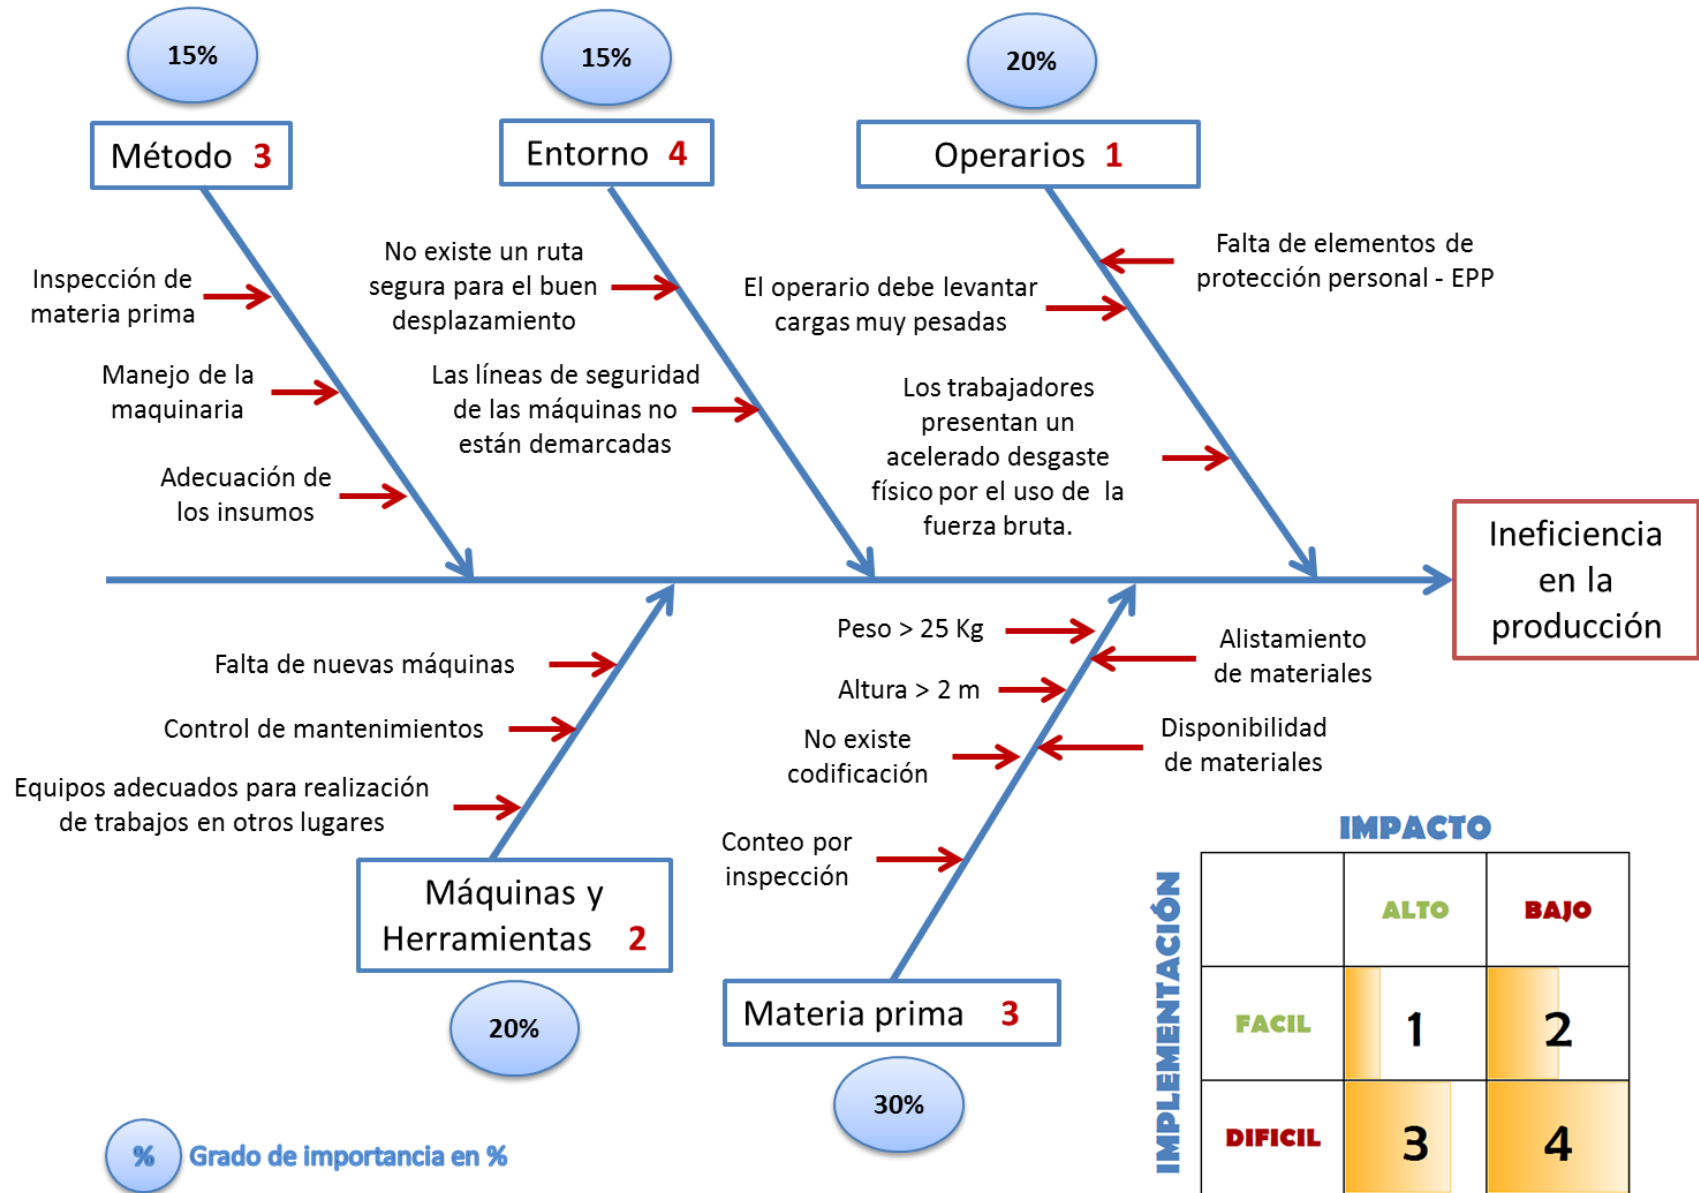 15%
15%
20%
Método 3
Entorno 4
Operarios 1
Inspección de
materia prima
Manejo de la
maquinaria
Adecuación de
los insumos
No existe un ruta
segura para el buen
desplazamiento
Las líneas de seguridad
de las máquinas no
están demarcadas
Falta de elementos de
protección personal - EPP
El operario debe levantar
cargas muy pesadas
Los trabajadores
presentan un
acelerado desgaste
físico por el uso de la
fuerza bruta.
Ineficiencia
en la
producción
Falta de nuevas máquinas
Control de mantenimientos
Equipos adecuados para realización
de trabajos en otros lugares
Máquinas y
Herramientas 2
20%
Peso > 25 Kg
Altura > 2 m
No existe
codificación
Conteo por
inspección
Alistamiento
de materiales
Disponibilidad
de materiales
Materia prima 3
30%
% Grado de importancia en %
IMPACTO
IMPLEMENTACIÓN
ALTO BAJO
FACIL 1 2
DIFICIL 3 4